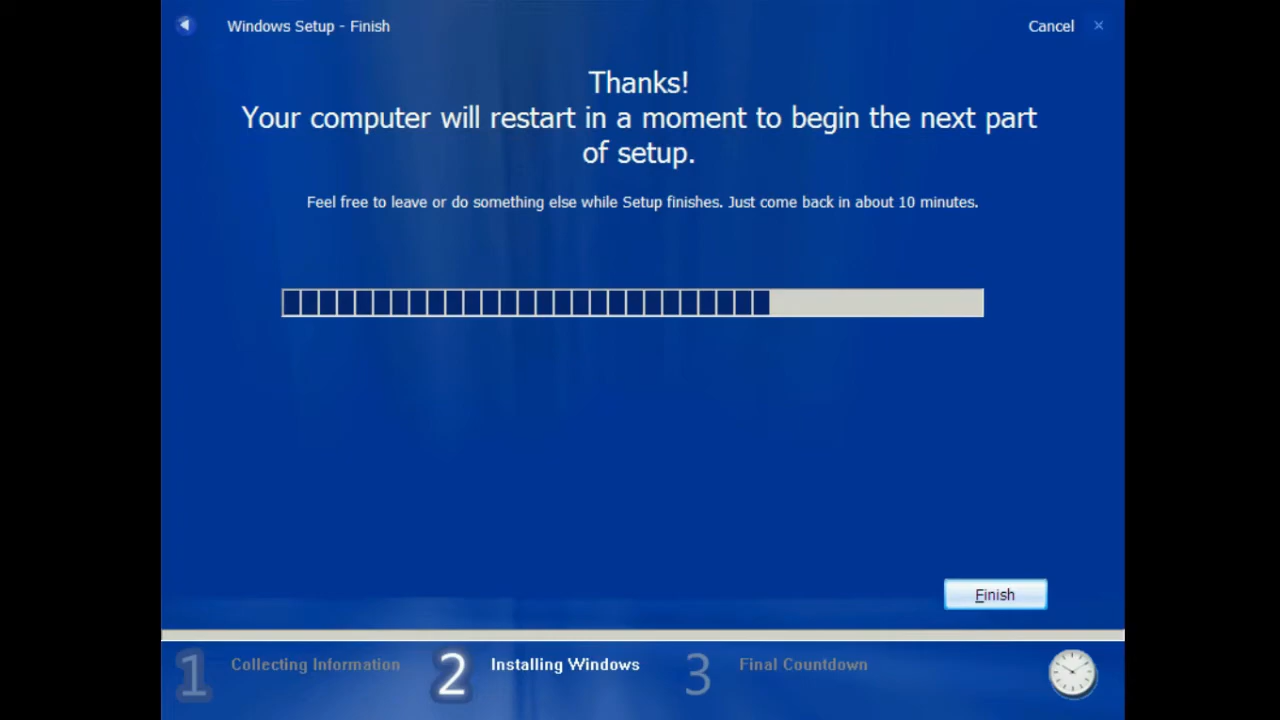 Windows Setup - Finish
Cancel
Thanks!
Your computer will restart in a moment to begin the next part
of setup.
Feel free to leave or do something else while Setup finishes. Just come back in about 10 minutes.
Finish
1 Collecting Information
2 Installing Windows
3 Final Countdown